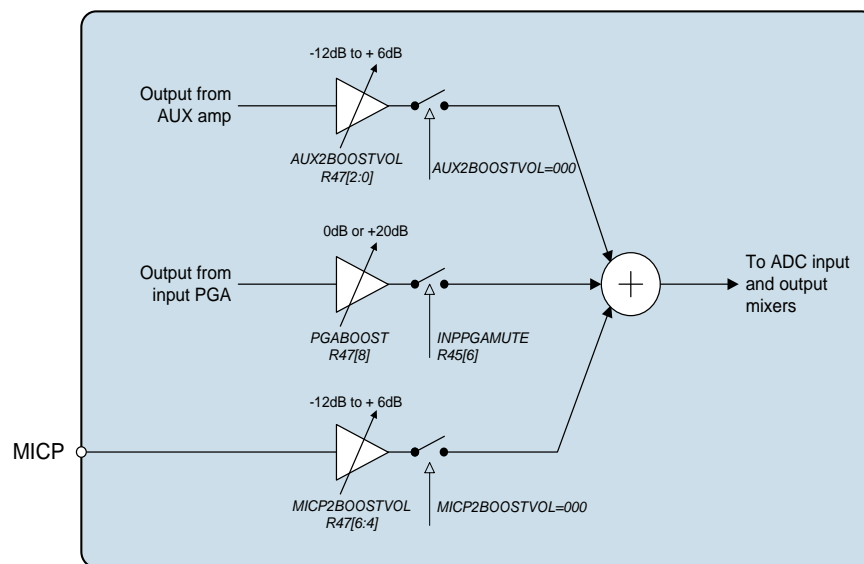 -12dB to + 6dB
Output from
AUX amp
AUX2BOOSTVOL
R47[2:0]
AUX2BOOSTVOL=000
0dB or +20dB
Output from
input PGA
PGABOOST
R47[8]
INPPGAMUTE
R45[6]
+
To ADC input
and output
mixers
-12dB to + 6dB
MICP
MICP2BOOSTVOL
R47[6:4]
MICP2BOOSTVOL=000